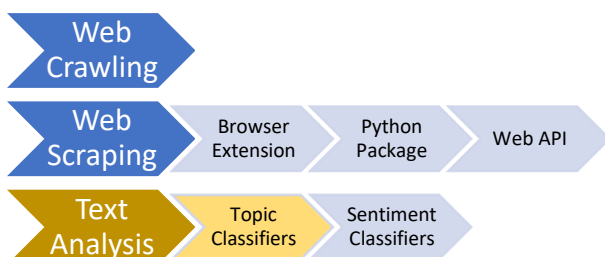 Web
Crawling
Web
Scraping
Browser
Extension
Python
Package
Web API
Text
Analysis
Topic
Classifiers
Sentiment
Classifiers